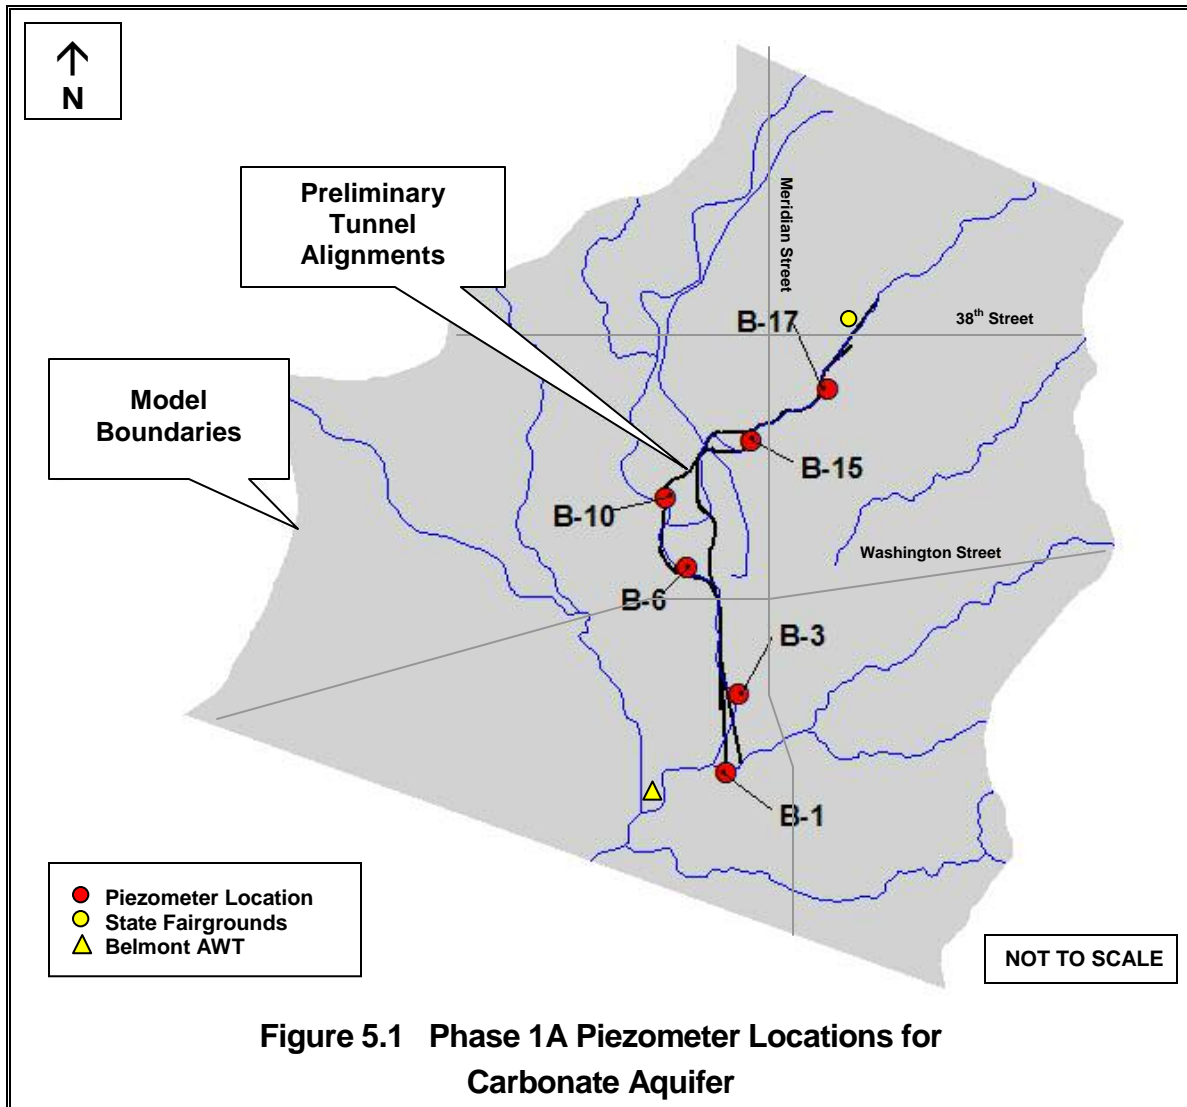 N
Preliminary
Tunnel
Alignments
Meridian Street
B-17
38th Street
Model
Boundaries
B-15
B-10
Washington Street
B-6
B-3
B-1
Piezometer Location
State Fairgrounds
Belmont AWT
NOT TO SCALE
Figure 5.1 Phase 1A Piezometer Locations for
Carbonate Aquifer